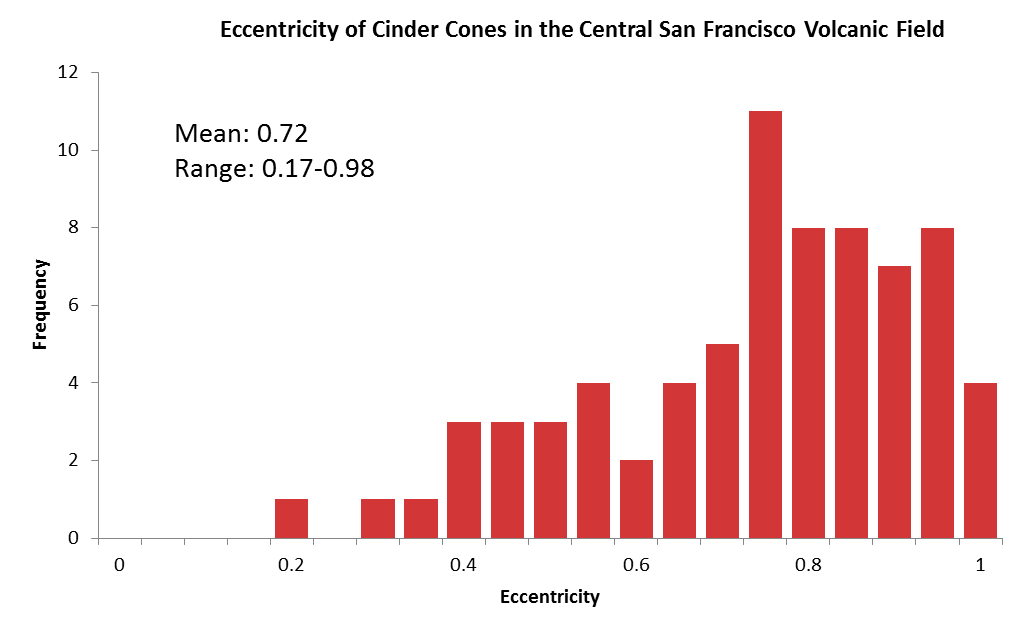 Eccentricity of Cinder Cones in the Central San Francisco Volcanic Field
12
Mean: 0.72
10
Range: 0.17-0.98
8
6
Frequency
4
2
0
0 0.2 0.4 0.6 0.8 1
Eccentricity